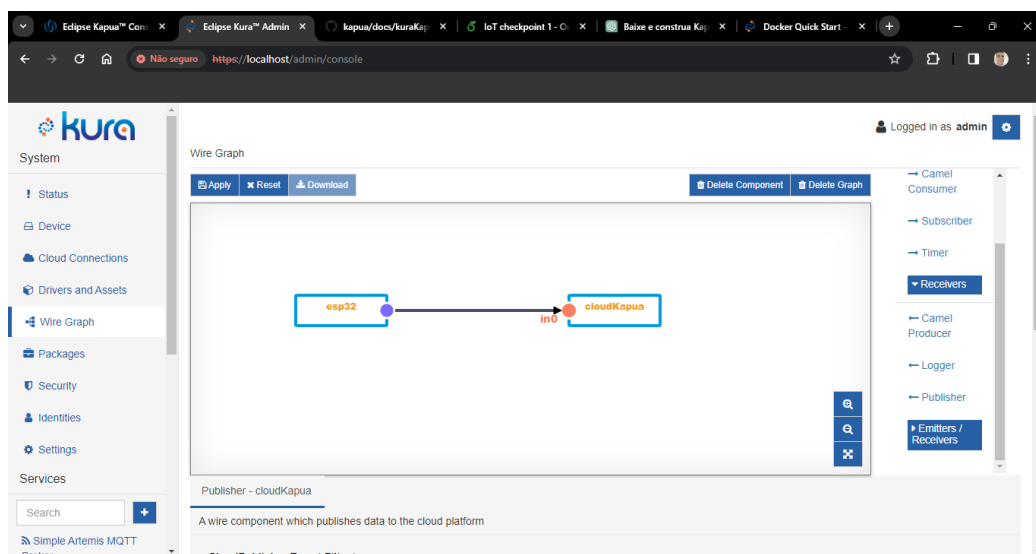 Eclipse Kapua™ Cons
Eclipse Kura™ Admin
kapua/docs/kuraKap
IoT checkpoint 1 - O
Baixe e construa Kap
Docker Quick Start -
Não seguro https://localhost/admin/console
kura
Logged in as admin
System
Status
Device
Cloud Connections
Drivers and Assets
Wire Graph
Packages
Security
Identities
Settings
Services
Search
Simple Artemis MQTT
Wire Graph
Apply
Reset
Download
Delete Component
Delete Graph
esp32
in0
cloudKapua
Camel
Consumer
Subscriber
Timer
Receivers
Camel
Producer
Logger
Publisher
Emitters /
Receivers
Publisher - cloudKapua
A wire component which publishes data to the cloud platform